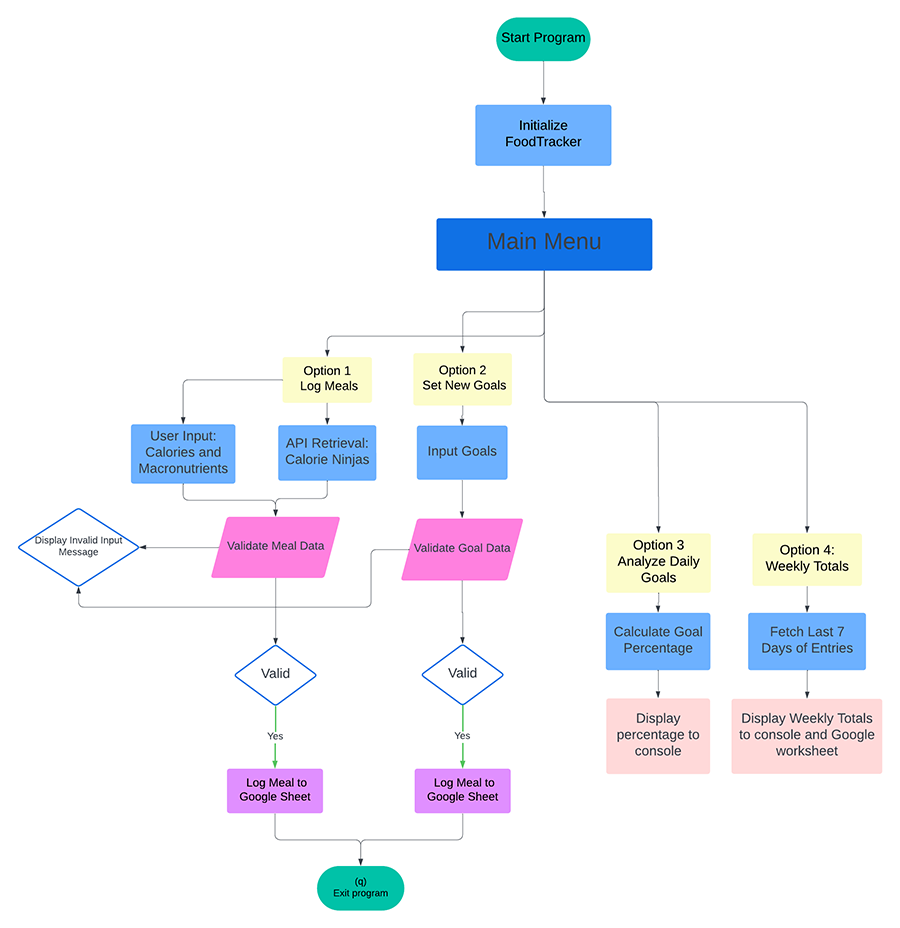 Start Program
Initialize
FoodTracker
Main Menu
Option 1
Log Meals
Option 2
Set New Goals
User Input:
Calories and
Macronutrients
API Retrieval:
Calorie Ninjas
Input Goals
Display Invalid Input
Message
Validate Meal Data
Validate Goal Data
Option 3
Analyze Daily
Goals
Option 4:
Weekly Totals
Calculate Goal
Percentage
Fetch Last 7
Days of Entries
Valid
Valid
Display
percentage to
console
Display Weekly Totals
to console and Google
worksheet
Yes
Yes
Log Meal to
Google Sheet
Log Meal to
Google Sheet
(q)
Exit program